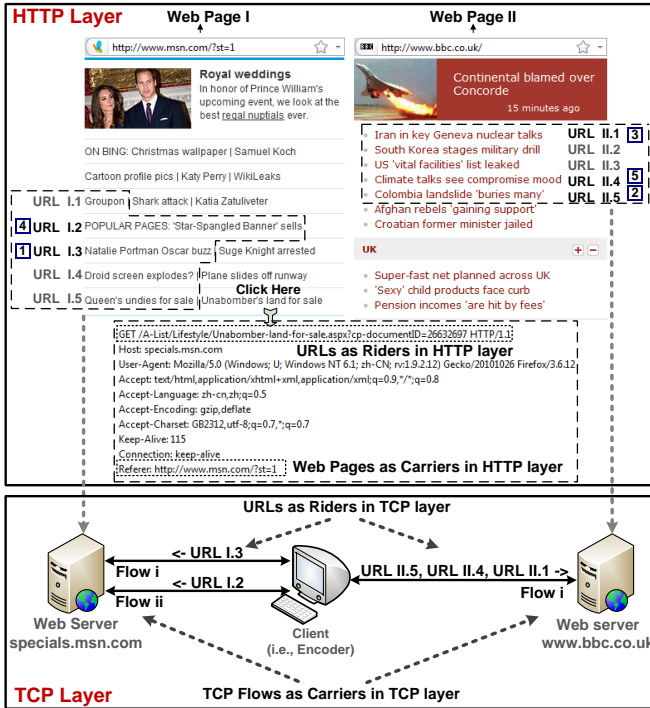 HTTP Layer
Web Page I
Web Page II
http://www.msn.com/?st=1
BBC http://www.bbc.co.uk/
Royal weddings
In honor of Prince William's
upcoming event, we look at the
best regal nuptials ever.
Continental blamed over
Concorde
15 minutes ago
ON BING: Christmas wallpaper | Samuel Koch
Cartoon profile pics | Katy Perry | WikiLeaks
URL I.1 Groupon | Shark attack | Katia Zatuliveter
4 URL I.2 POPULAR PAGES: 'Star-Spangled Banner' sells
1 URL I.3 Natalie Portman Oscar buzz | Suge Knight arrested
URL I.4 Droid screen explodes? | Plane slides off runway
URL I.5 Queen's undies for sale | Unabomber's land for sale
Iran in key Geneva nuclear talks URL II.1 3
South Korea stages military drill URL II.2
US 'vital facilities' list leaked URL II.3
Climate talks see compromise mood URL II.4 5
Colombia landslide 'buries many' URL II.5 2
Afghan rebels 'gaining support'
Croatian former minister jailed
UK
Super-fast net planned across UK
'Sexy' child products face curb
Pension incomes 'are hit by fees'
Click Here
GET /A-List/Lifestyle/Unabomber-land-for-sale.aspx?cp-documentID=26632697 HTTP/1.1
Host: specials.msn.com
URLs as Riders in HTTP layer
User-Agent: Mozilla/5.0 (Windows; U; Windows NT 6.1; zh-CN; rv:1.9.2.12) Gecko/20101026 Firefox/3.6.12
Accept: text/html,application/xhtml+xml,application/xml;q=0.9,*/*;q=0.8
Accept-Language: zh-cn,zh;q=0.5
Accept-Encoding: gzip,deflate
Accept-Charset: GB2312,utf-8;q=0.7,*;q=0.7
Keep-Alive: 115
Connection: keep-alive
Web Pages as Carriers in HTTP layer
Referer: http://www.msn.com/?st=1
URLs as Riders in TCP layer
<- URL I.3
Flow i
<- URL I.2
Flow ii
URL II.5, URL II.4, URL II.1 ->
Flow i
Web Server
specials.msn.com
Client
(i.e., Encoder)
Web server
www.bbc.co.uk
TCP Layer
TCP Flows as Carriers in TCP layer